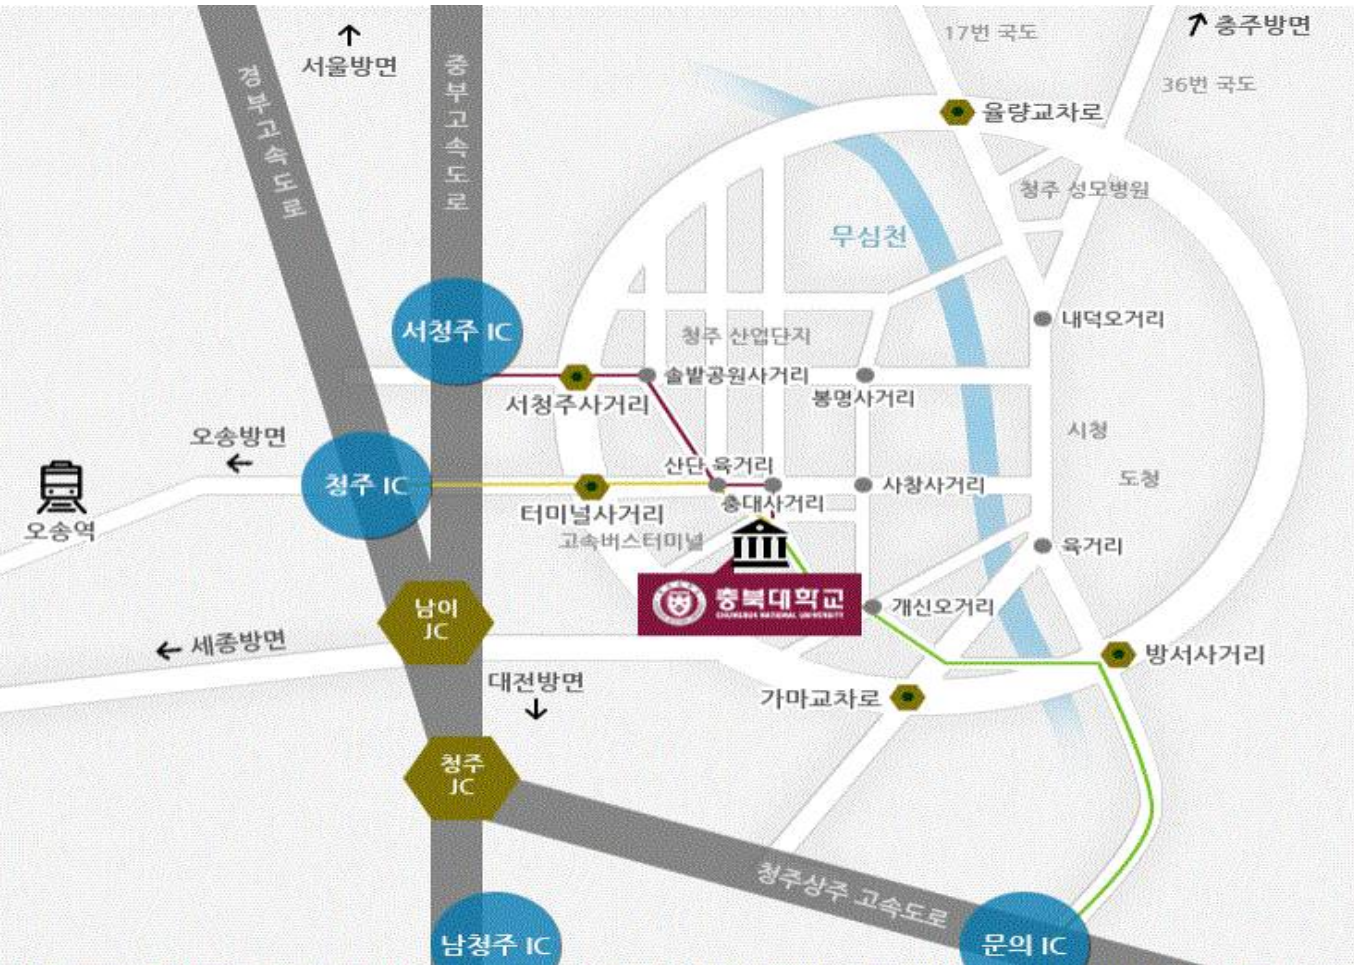 17번 국도
충주방면
서울방면
경부고속도로
중부고속도로
36번 국도
율량교차로
청주 성모병원
무심천
서청주 IC
내덕오거리
청주 산업단지
솔밭공원사거리
서청주사거리
봉명사거리
시청
오송방면
산단 육거리
청주 IC
사창사거리
도청
충대사거리
터미널사거리
오송역
고속버스터미널
육거리
충북대학교
CHUNGBUK NATIONAL UNIVERSITY
개신오거리
남이
JC
세종방면
방서사거리
대전방면
가마교차로
청주
JC
청주상주 고속도로
남청주 IC
문의 IC